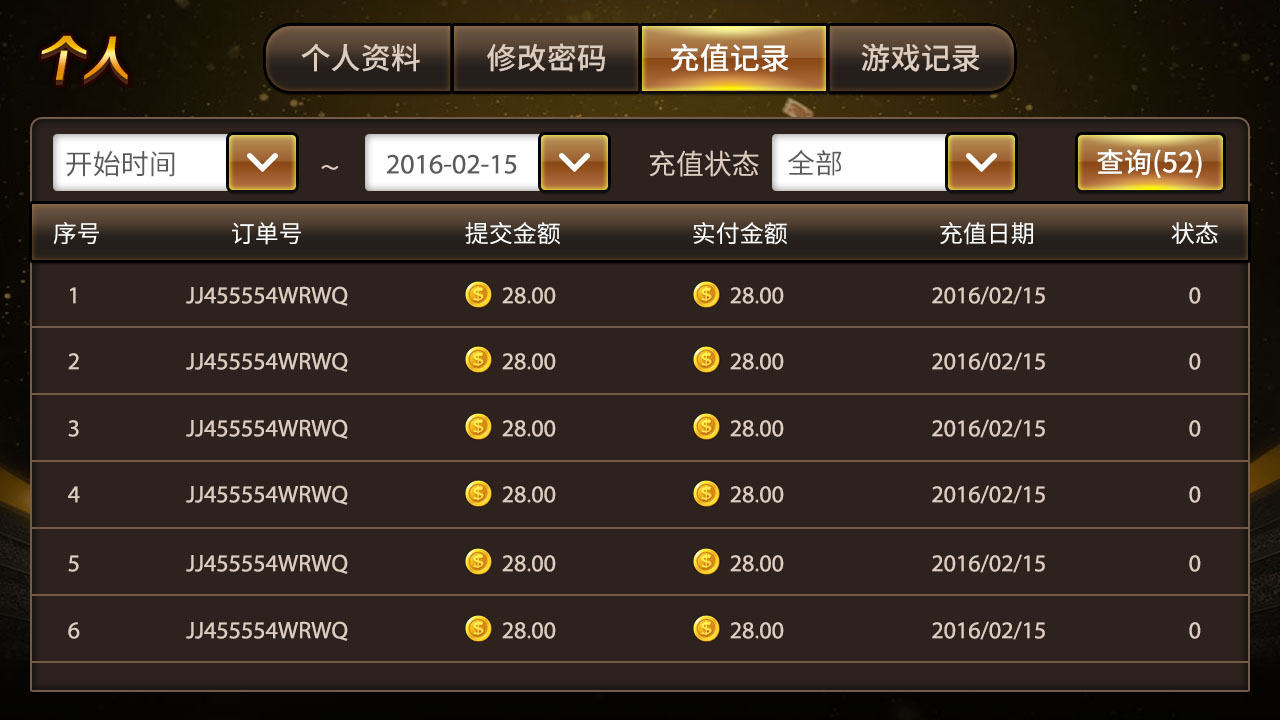 个人
个人资料 修改密码 充值记录 游戏记录
开始时间 ~ 2016-02-15 充值状态 全部 查询(52)
序号 订单号 提交金额 实付金额 充值日期 状态
1 JJ455554WRWQ 28.00 28.00 2016/02/15 0
2 JJ455554WRWQ 28.00 28.00 2016/02/15 0
3 JJ455554WRWQ 28.00 28.00 2016/02/15 0
4 JJ455554WRWQ 28.00 28.00 2016/02/15 0
5 JJ455554WRWQ 28.00 28.00 2016/02/15 0
6 JJ455554WRWQ 28.00 28.00 2016/02/15 0